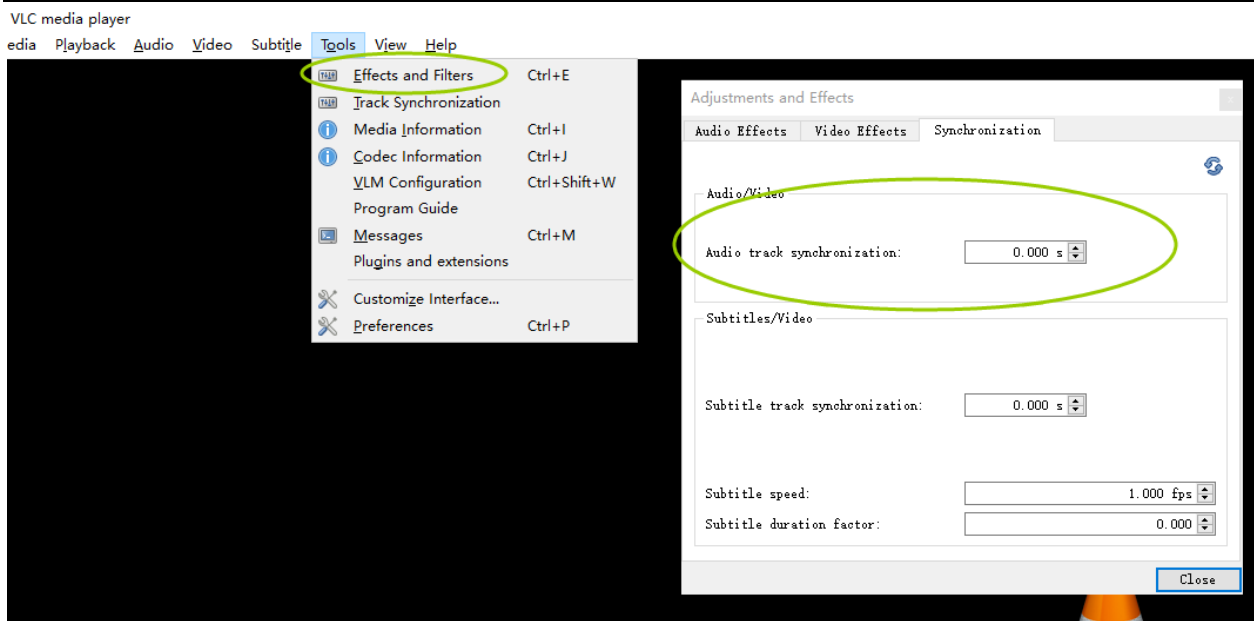 VLC media player
edia Playback Audio Video Subtitle Tools View Help
Effects and Filters Ctrl+E
Track Synchronization
Media Information Ctrl+I
Codec Information Ctrl+J
VLM Configuration Ctrl+Shift+W
Program Guide
Messages Ctrl+M
Plugins and extensions
Customize Interface...
Preferences Ctrl+P
Adjustments and Effects
Audio Effects Video Effects Synchronization
Audio/Video
Audio track synchronization: 0.000 s
Subtitles/Video
Subtitle track synchronization: 0.000 s
Subtitle speed: 1.000 fps
Subtitle duration factor: 0.000
Close